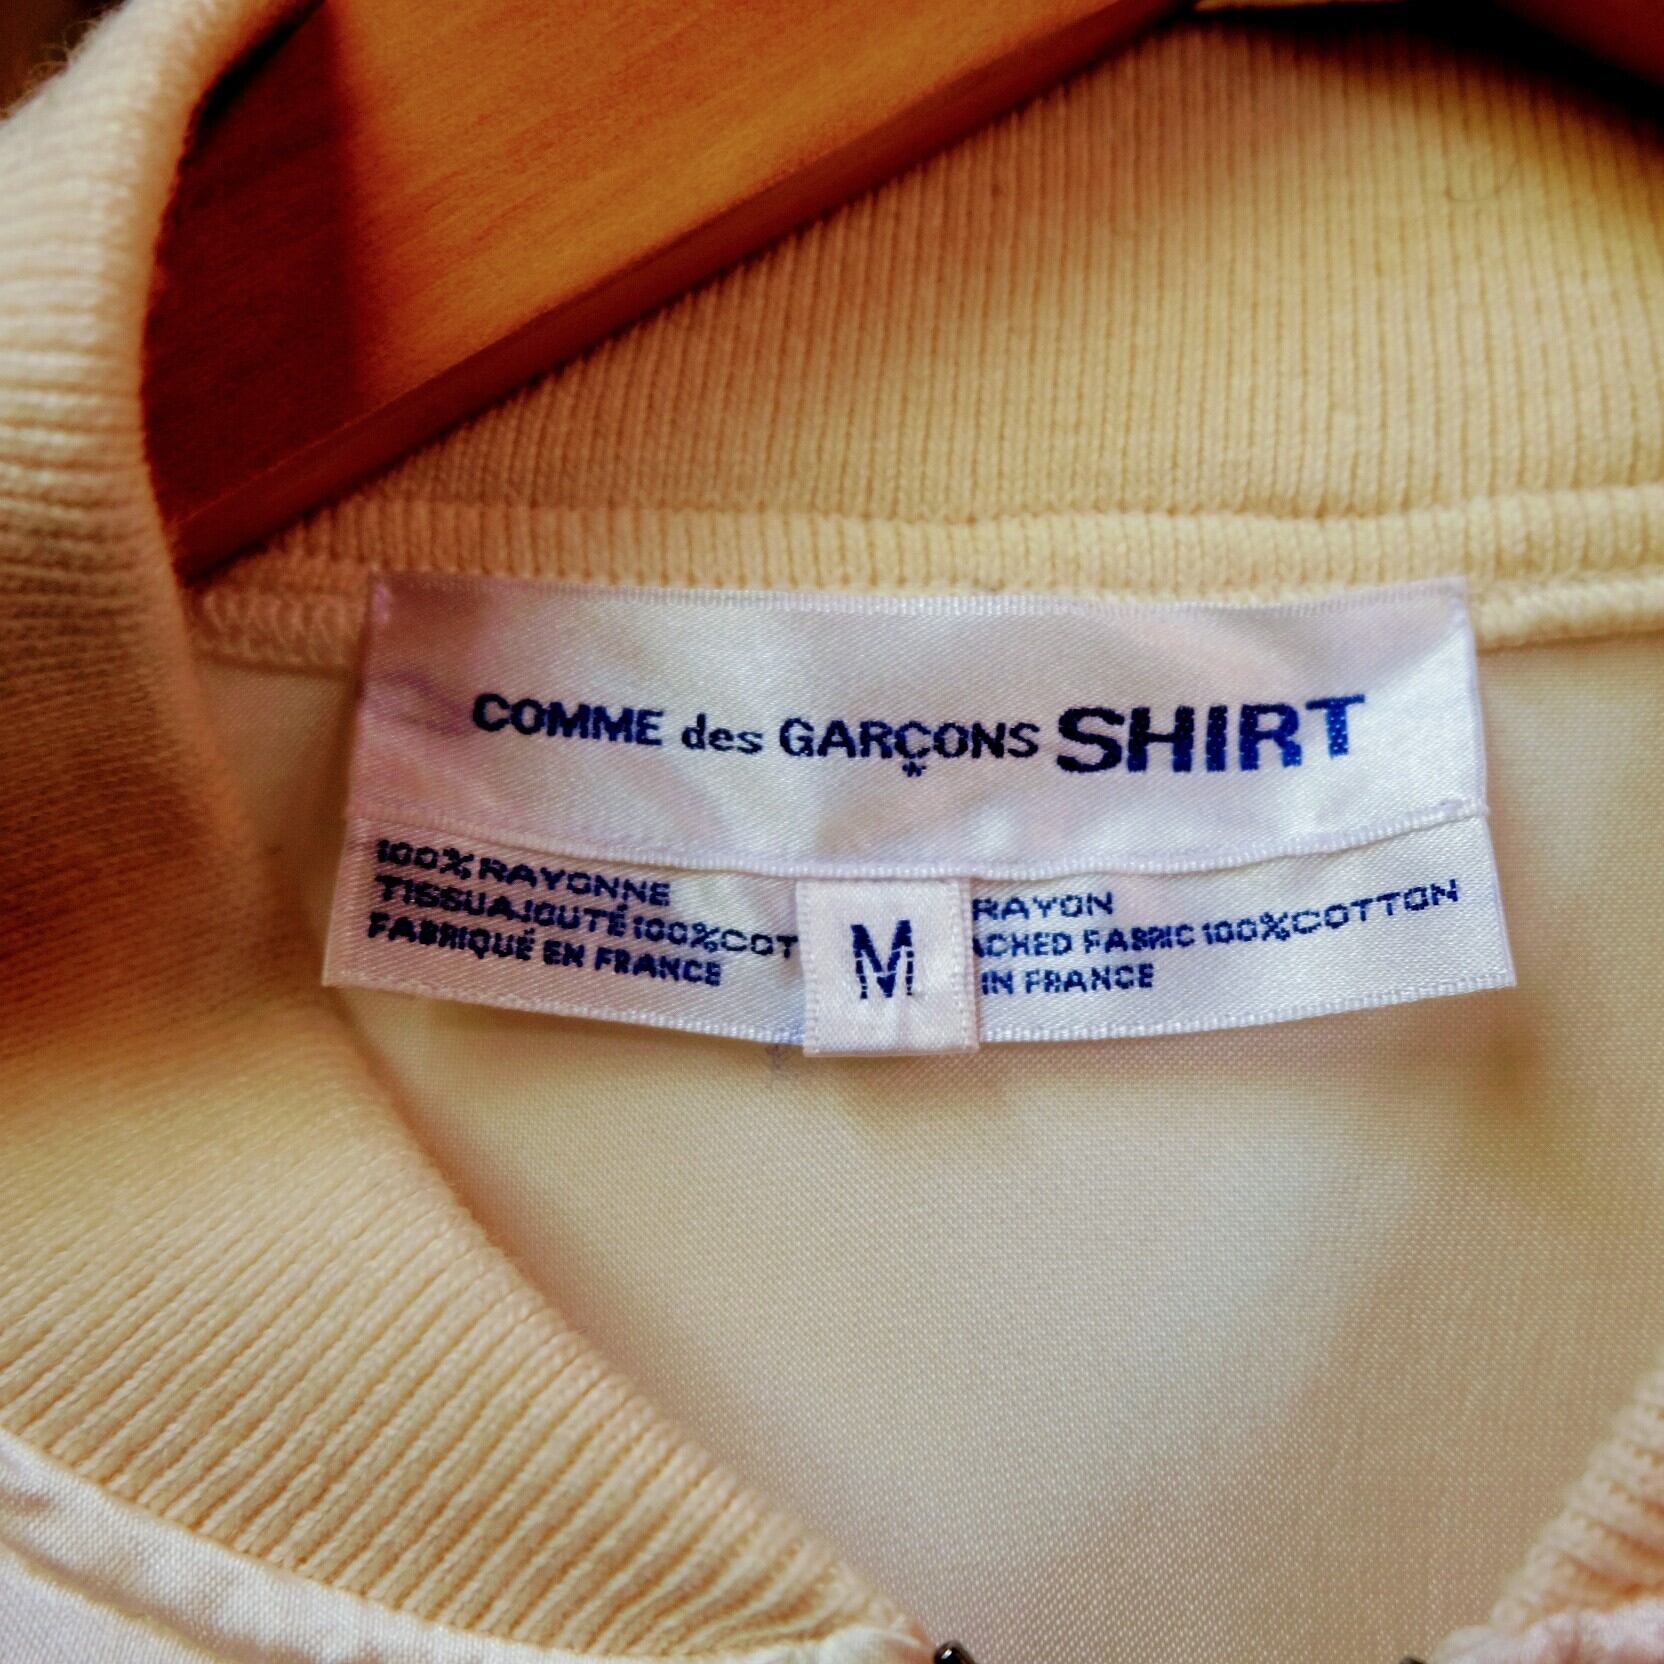 COMME des GARÇONS SHIRT
100% RAYONNE
TISSU AJOUTÉ 100% COT
FABRIQUÉ EN FRANCE
M
RAYON
ACHED FABRIC 100% COTTON
IN FRANCE